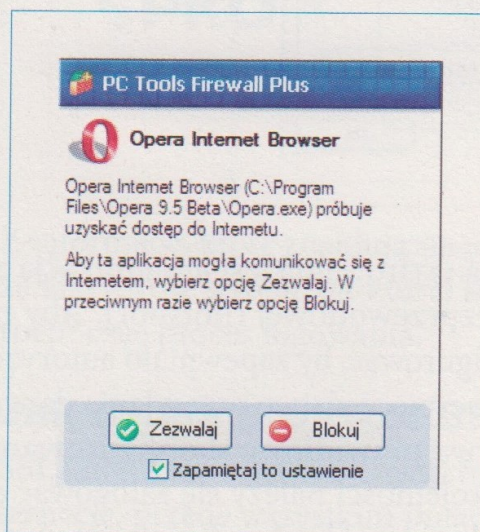 PC Tools Firewall Plus
Opera Internet Browser
Opera Internet Browser (C:\Program
Files\Opera 9.5 Beta\Opera.exe) próbuje
uzyskać dostęp do Internetu.
Aby ta aplikacja mogła komunikować się z
Internetem, wybierz opcję Zezwalaj. W
przeciwnym razie wybierz opcję Blokuj.
Zezwalaj
Blokuj
Zapamiętaj to ustawienie